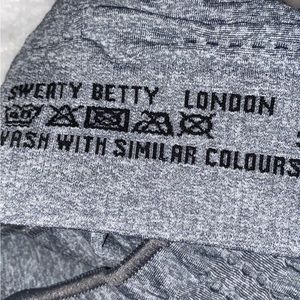 SWEATY BETTY LONDON
WASH WITH SIMILAR COLOURS